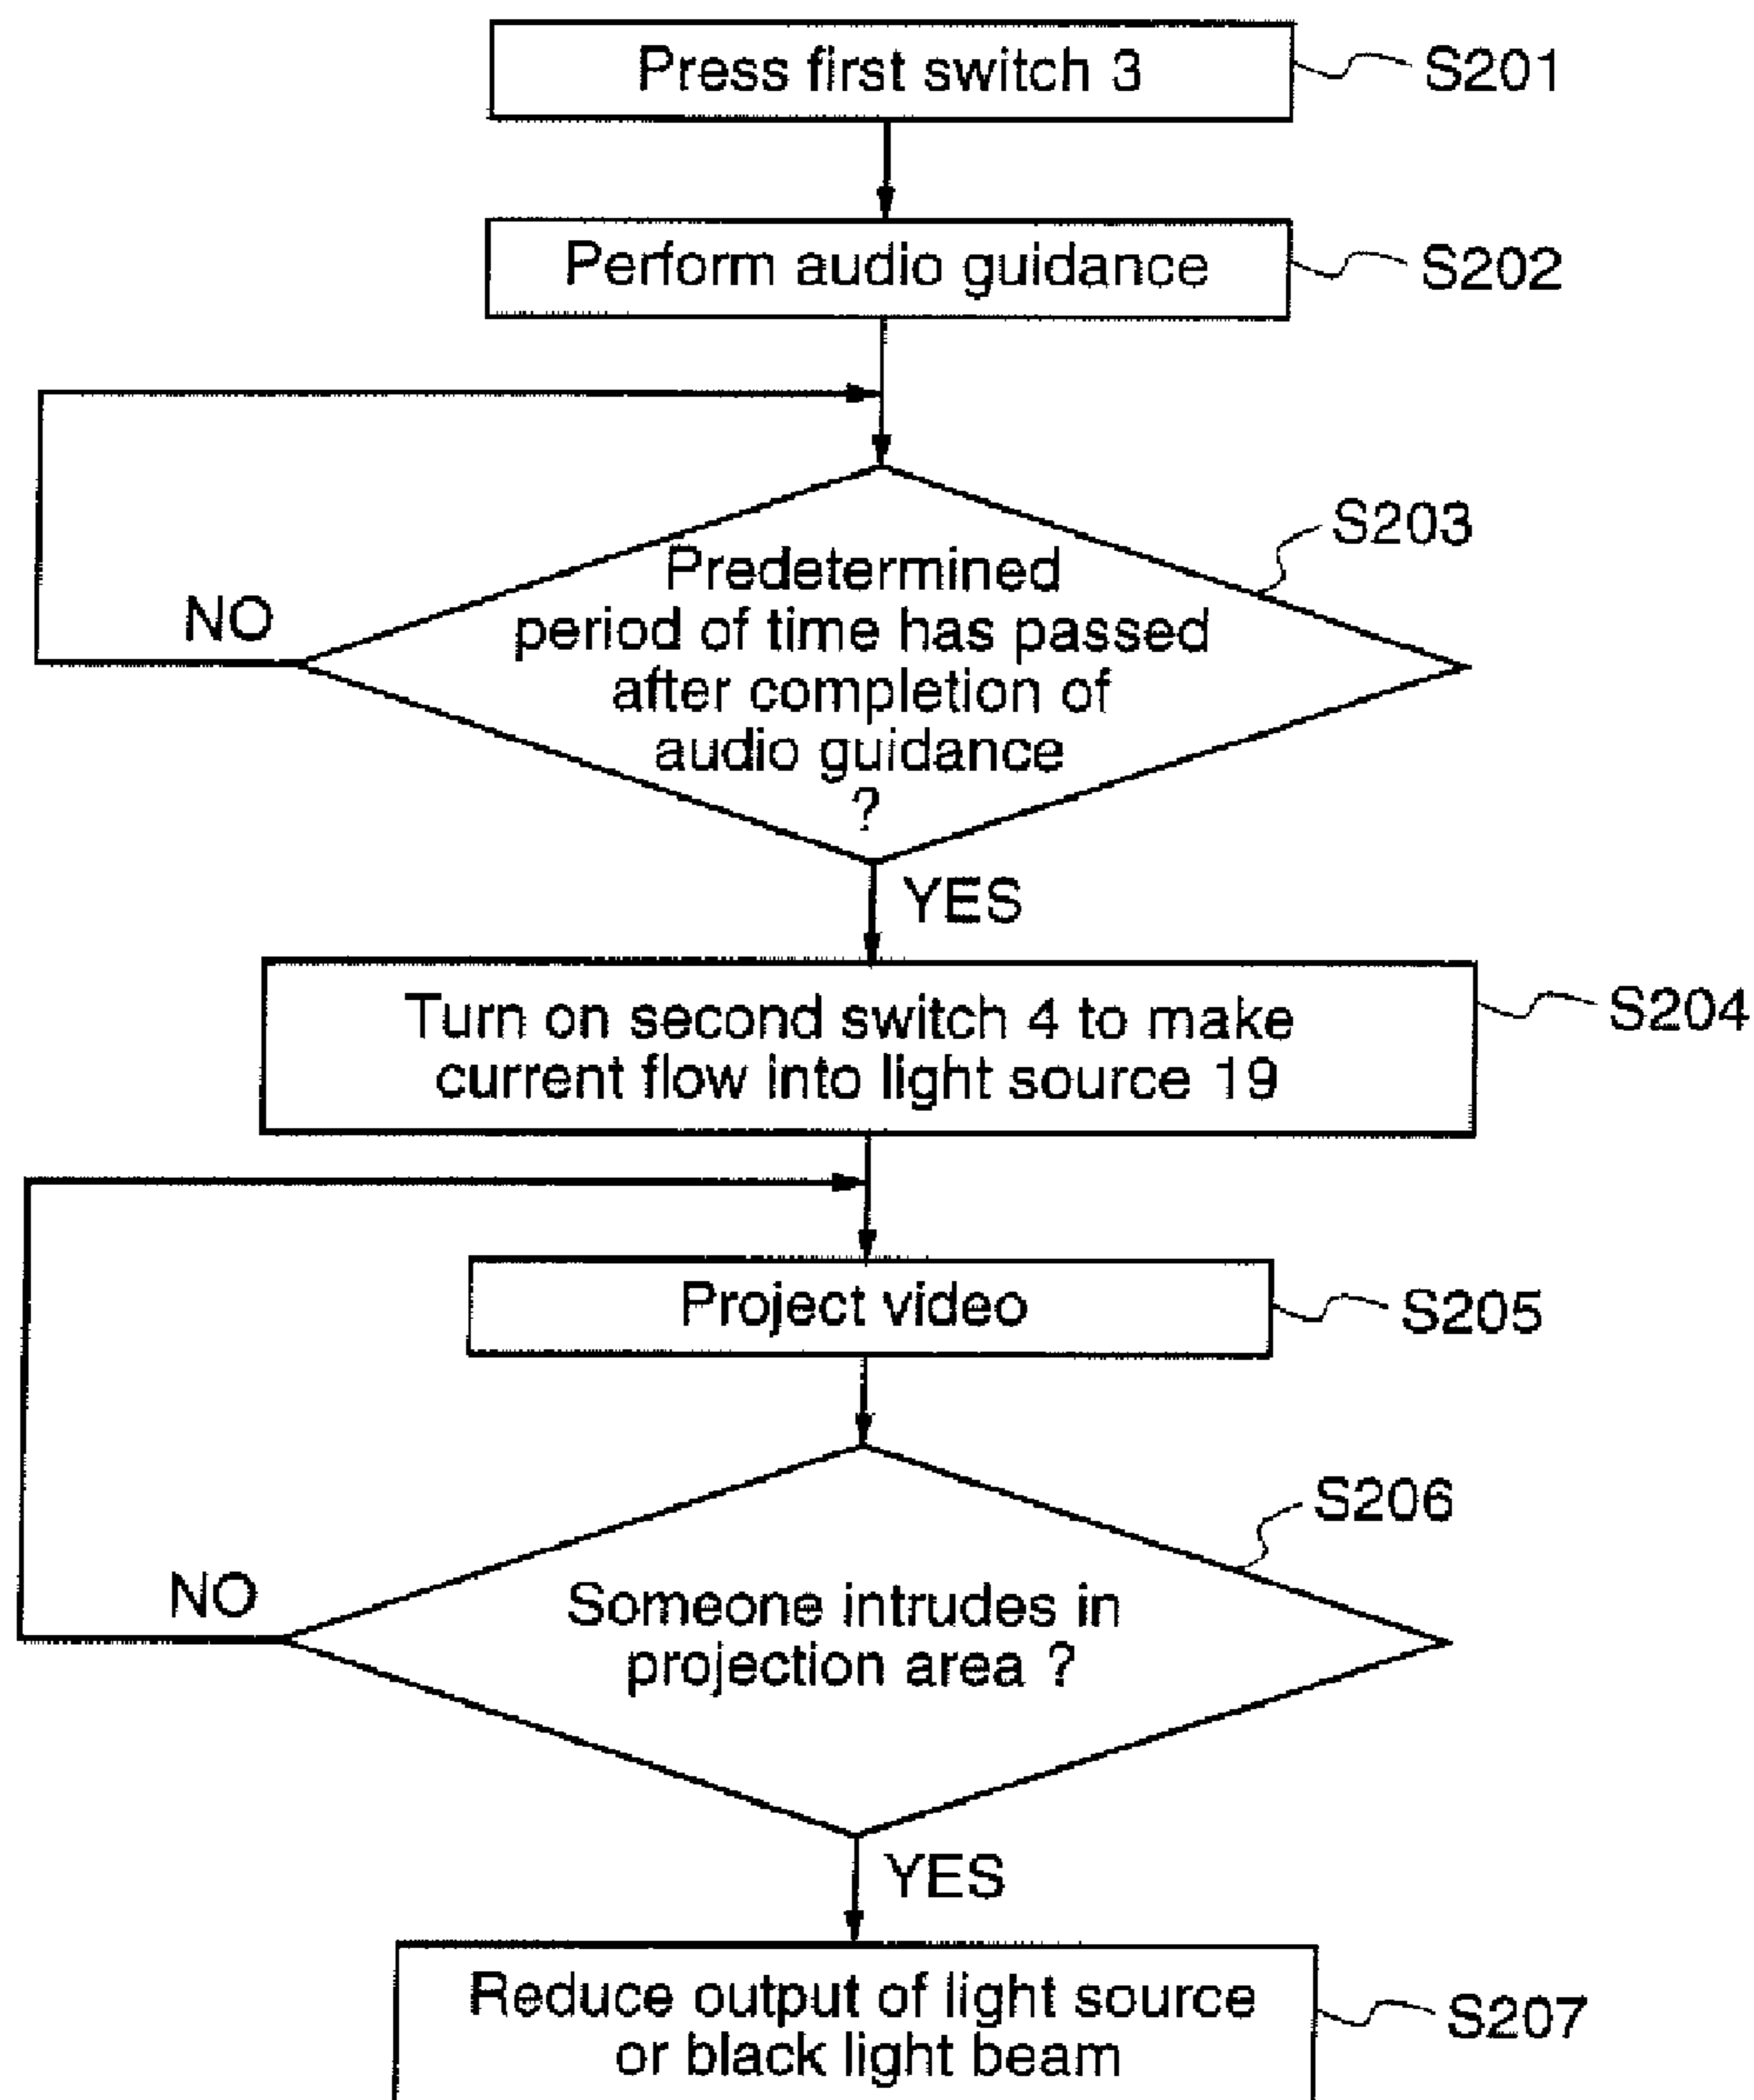 Press first switch 3
S201
Perform audio guidance
S202
S203
Predetermined
period of time has passed
after completion of
audio guidance
?
NO
YES
Turn on second switch 4 to make
current flow into light source 19
S204
Project video
S205
S206
Someone intrudes in
projection area ?
NO
YES
Reduce output of light source
or black light beam
S207